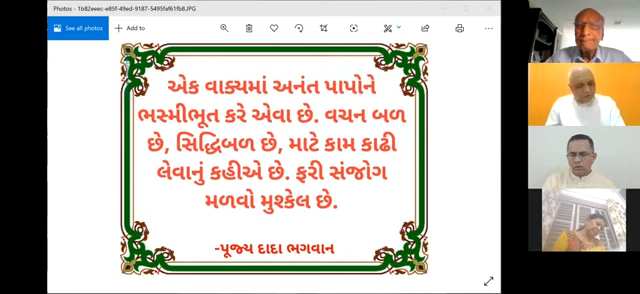 Photos - 1b82eeec-e85f-49ed-9187-5495faf61fb8.JPG
See all photos
Add to
એક વાક્યમાં અનંત પાપોને
ભસ્મીભૂત કરે એવા છે. વચન બળ
છે, સિદ્ધિબળ છે, માટે કામ કાઢી
લેવાનું કહીએ છે. ફરી સંજોગ
મળવો મુશ્કેલ છે.
-પૂજ્ય દાદા ભગવાન